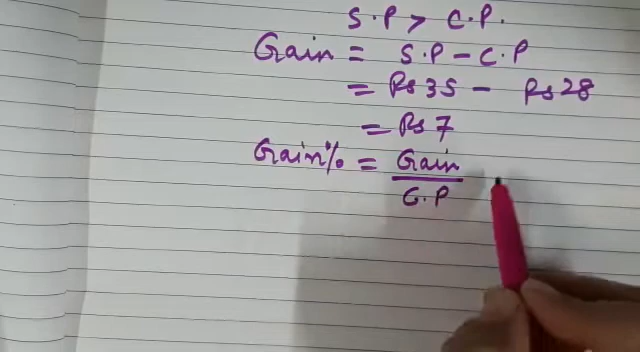 S.P > C.P.
Gain = S.P - C.P
= Rs 35 - Rs 28
= Rs 7
Gain% = Gain
C.P